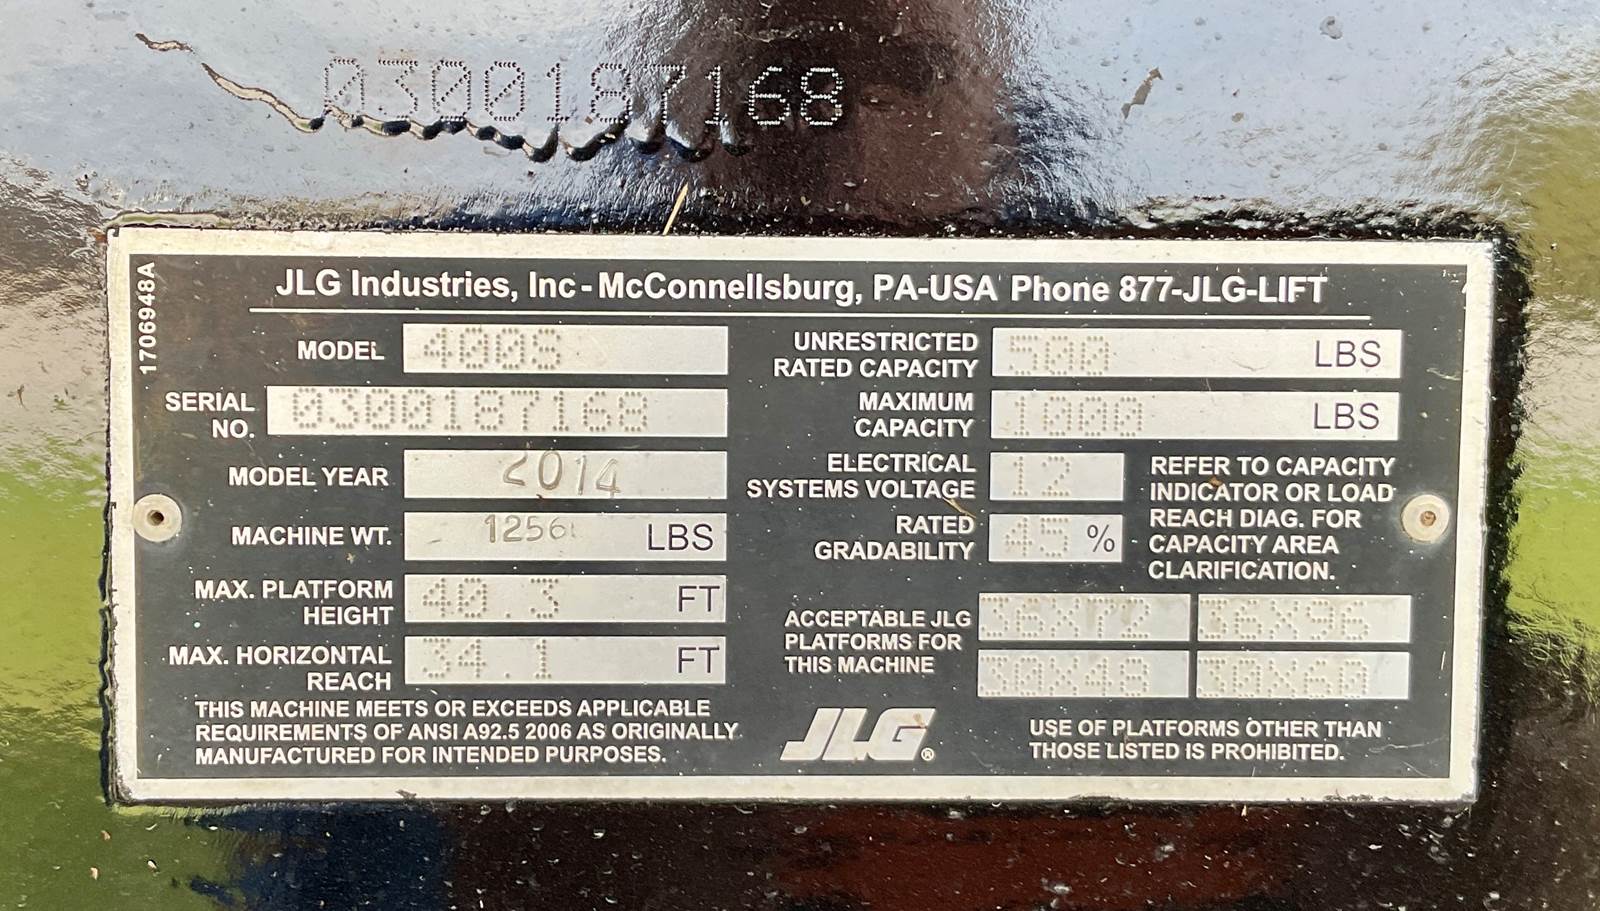 0300187168
1706948A
JLG Industries, Inc - McConnellsburg, PA-USA Phone 877-JLG-LIFT
MODEL 400S
SERIAL NO. 0300187168
MODEL YEAR 2014
MACHINE WT. LBS
MAX. PLATFORM HEIGHT 40.3 FT
MAX. HORIZONTAL REACH 34.1 FT
THIS MACHINE MEETS OR EXCEEDS APPLICABLE
REQUIREMENTS OF ANSI A92.5 2006 AS ORIGINALLY
MANUFACTURED FOR INTENDED PURPOSES.
UNRESTRICTED RATED CAPACITY 500 LBS
MAXIMUM CAPACITY 1000 LBS
ELECTRICAL SYSTEMS VOLTAGE 12
RATED GRADABILITY 45 %
REFER TO CAPACITY
INDICATOR OR LOAD
REACH DIAG. FOR
CAPACITY AREA
CLARIFICATION.
ACCEPTABLE JLG
PLATFORMS FOR
THIS MACHINE
36X72 36X96
30X48 30X60
JLG®
USE OF PLATFORMS OTHER THAN
THOSE LISTED IS PROHIBITED.